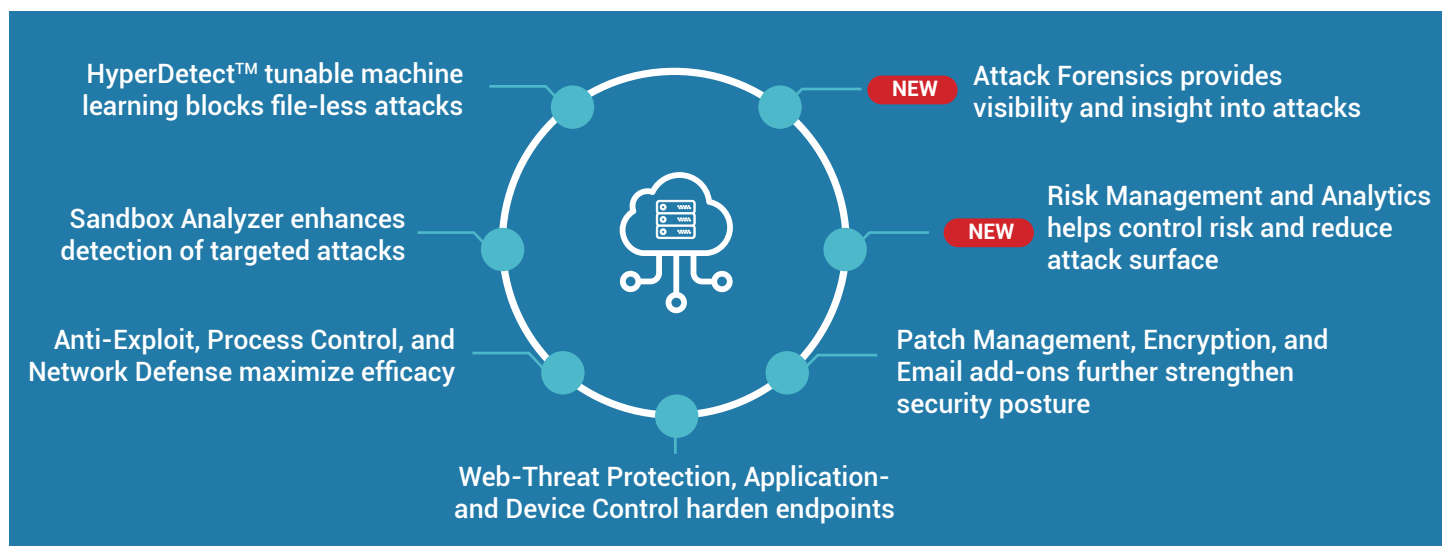 HyperDetect™ tunable machine
learning blocks file-less attacks
NEW
Attack Forensics provides
visibility and insight into attacks
Sandbox Analyzer enhances
detection of targeted attacks
NEW
Risk Management and Analytics
helps control risk and reduce
attack surface
Anti-Exploit, Process Control, and
Network Defense maximize efficacy
Patch Management, Encryption, and
Email add-ons further strengthen
security posture
Web-Threat Protection, Application-
and Device Control harden endpoints